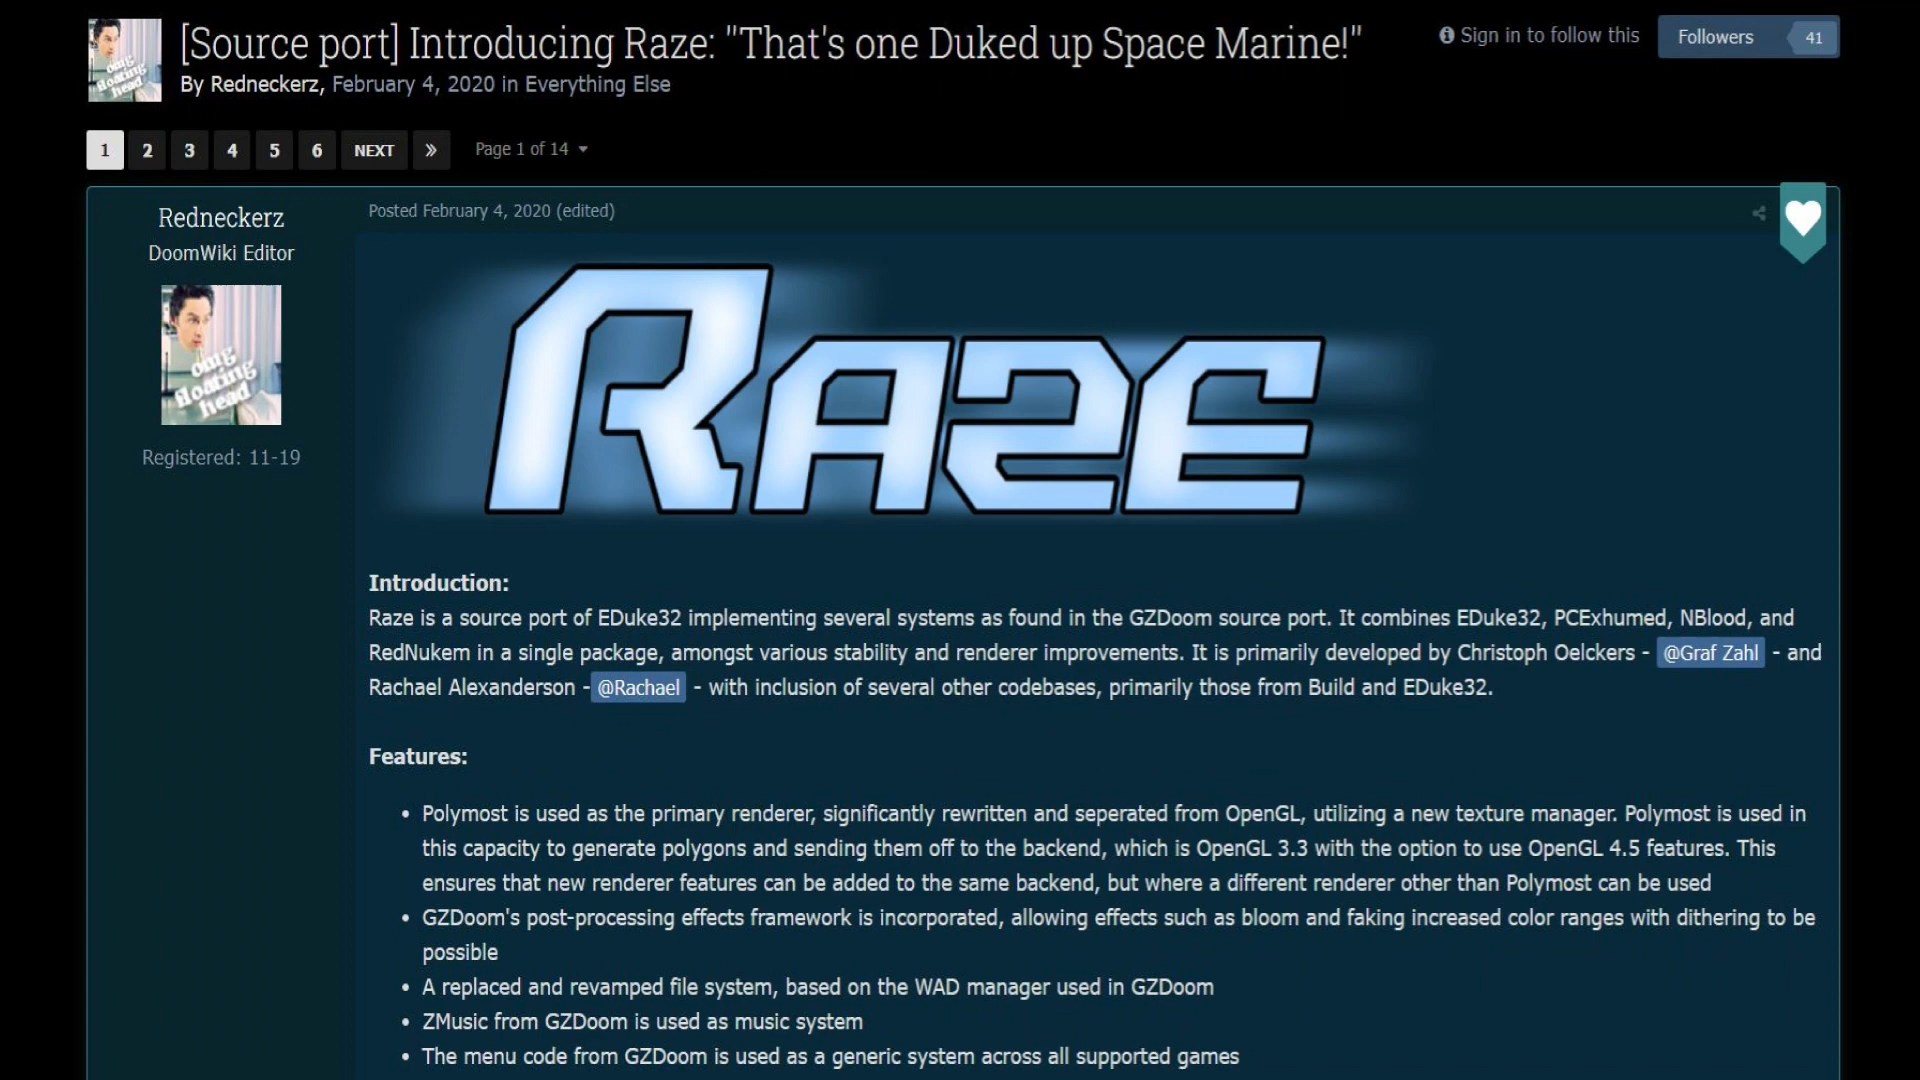 [Source port] Introducing Raze: "That's one Duked up Space Marine!"
By Redneckerz, February 4, 2020 in Everything Else
Sign in to follow this
Followers 41
omg
floating
head
1 2 3 4 5 6 NEXT » Page 1 of 14
Redneckerz
DoomWiki Editor
omg
floating
head
Registered: 11-19
Posted February 4, 2020 (edited)
RAZE
Introduction:
Raze is a source port of EDuke32 implementing several systems as found in the GZDoom source port. It combines EDuke32, PCExhumed, NBlood, and
RedNukem in a single package, amongst various stability and renderer improvements. It is primarily developed by Christoph Oelckers - @Graf Zahl - and
Rachael Alexanderson - @Rachael - with inclusion of several other codebases, primarily those from Build and EDuke32.
Features:
• Polymost is used as the primary renderer, significantly rewritten and seperated from OpenGL, utilizing a new texture manager. Polymost is used in
this capacity to generate polygons and sending them off to the backend, which is OpenGL 3.3 with the option to use OpenGL 4.5 features. This
ensures that new renderer features can be added to the same backend, but where a different renderer other than Polymost can be used
• GZDoom's post-processing effects framework is incorporated, allowing effects such as bloom and faking increased color ranges with dithering to be
possible
• A replaced and revamped file system, based on the WAD manager used in GZDoom
• ZMusic from GZDoom is used as music system
• The menu code from GZDoom is used as a generic system across all supported games